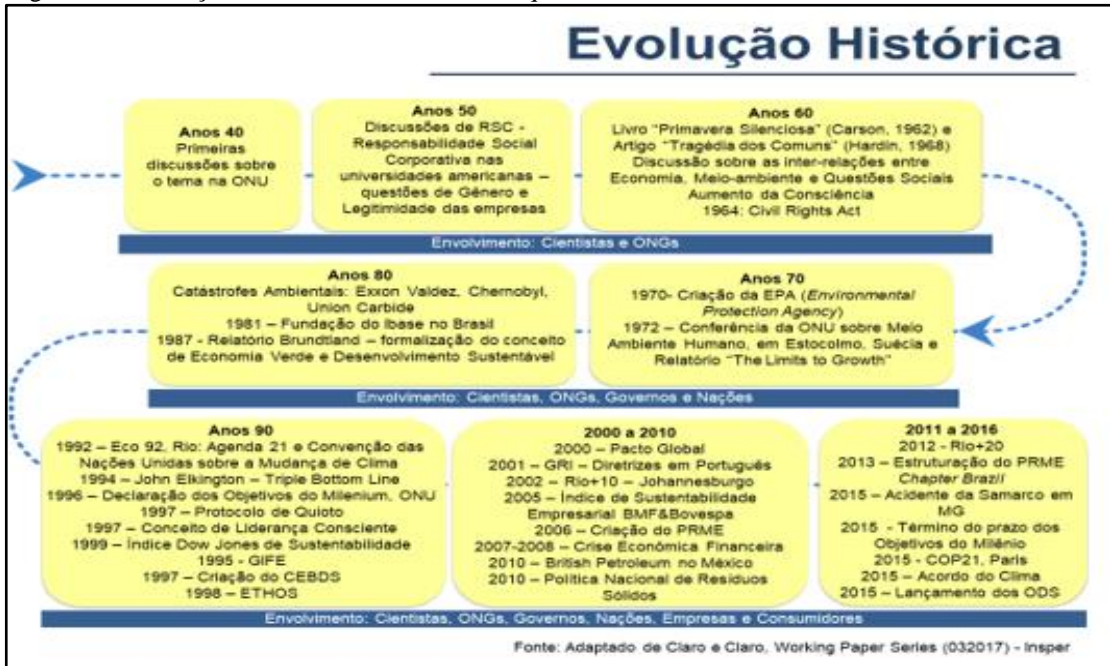 Evolução Histórica
Anos 40
Primeiras
discussões sobre
o tema na ONU
Anos 50
Discussões de RSC -
Responsabilidade Social
Corporativa nas
universidades americanas –
questões de Gênero e
Legitimidade das empresas
Anos 60
Livro "Primavera Silenciosa" (Carson, 1962) e
Artigo "Tragédia dos Comuns" (Hardin, 1968)
Discussão sobre as inter-relações entre
Economia, Meio-ambiente e Questões Sociais
Aumento da Consciência
1964: Civil Rights Act
Envolvimento: Cientistas e ONGs
Anos 80
Catástrofes Ambientais: Exxon Valdez, Chernobyl,
Union Carbide
1981 – Fundação do Ibase no Brasil
1987 - Relatório Brundtland – formalização do conceito
de Economia Verde e Desenvolvimento Sustentável
Anos 70
1970- Criação da EPA (Environmental
Protection Agency)
1972 – Conferência da ONU sobre Meio
Ambiente Humano, em Estocolmo, Suécia e
Relatório "The Limits to Growth"
Envolvimento: Cientistas, ONGs, Governos e Nações
Anos 90
1992 – Eco 92, Rio: Agenda 21 e Convenção das
Nações Unidas sobre a Mudança de Clima
1994 – John Elkington – Triple Bottom Line
1996 – Declaração dos Objetivos do Milenium, ONU
1997 – Protocolo de Quioto
1997 – Conceito de Liderança Consciente
1999 – Índice Dow Jones de Sustentabilidade
1995 - GIFE
1997 – Criação do CEBDS
1998 – ETHOS
2000 a 2010
2000 – Pacto Global
2001 – GRI – Diretrizes em Português
2002 – Rio+10 – Johannesburgo
2005 – Índice de Sustentabilidade
Empresarial BMF&Bovespa
2006 – Criação do PRME
2007-2008 – Crise Econômica Financeira
2010 – British Petroleum no México
2010 – Política Nacional de Resíduos
Sólidos
2011 a 2016
2012 - Rio+20
2013 – Estruturação do PRME
Chapter Brazil
2015 – Acidente da Samarco em
MG
2015 - Término do prazo dos
Objetivos do Milênio
2015 - COP21, Paris
2015 – Acordo do Clima
2015 – Lançamento dos ODS
Envolvimento: Cientistas, ONGs, Governos, Nações, Empresas e Consumidores
Fonte: Adaptado de Claro e Claro, Working Paper Series (032017) - Insper